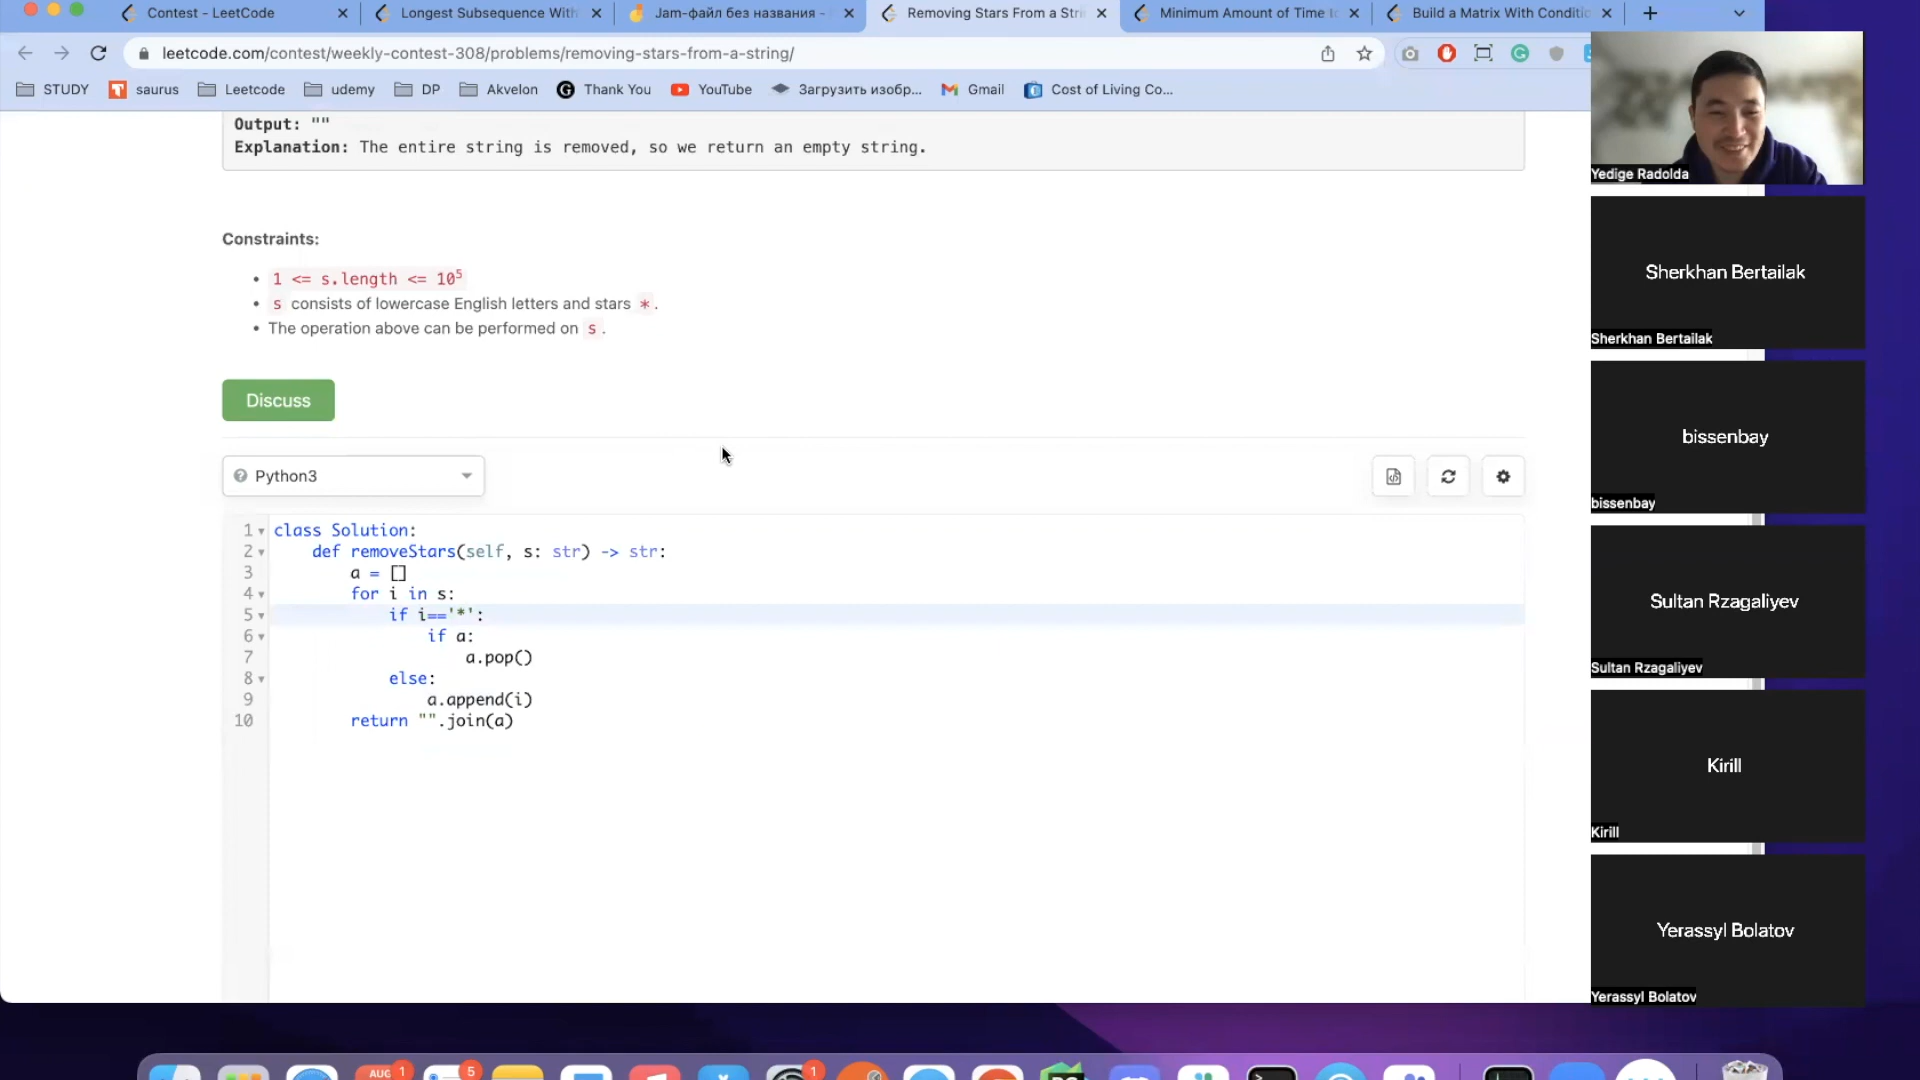 Contest - LeetCode
Longest Subsequence With
Jam-файл без названия -
Removing Stars From a Stri
Minimum Amount of Time to
Build a Matrix With Conditio
leetcode.com/contest/weekly-contest-308/problems/removing-stars-from-a-string/
STUDY
saurus
Leetcode
udemy
DP
Akvelon
Thank You
YouTube
Загрузить изобр...
Gmail
Cost of Living Co...
Output: ""
Explanation: The entire string is removed, so we return an empty string.
Constraints:
• 1 <= s.length <= 10⁵
• s consists of lowercase English letters and stars *.
• The operation above can be performed on s.
Discuss
Python3
1 class Solution:
2 def removeStars(self, s: str) -> str:
3 a = []
4 for i in s:
5 if i=='*':
6 if a:
7 a.pop()
8 else:
9 a.append(i)
10 return "".join(a)
Yedige Radolda
Sherkhan Bertailak
Sherkhan Bertailak
bissenbay
bissenbay
Sultan Rzagaliyev
Sultan Rzagaliyev
Kirill
Kirill
Yerassyl Bolatov
Yerassyl Bolatov
AUG 1
5
1